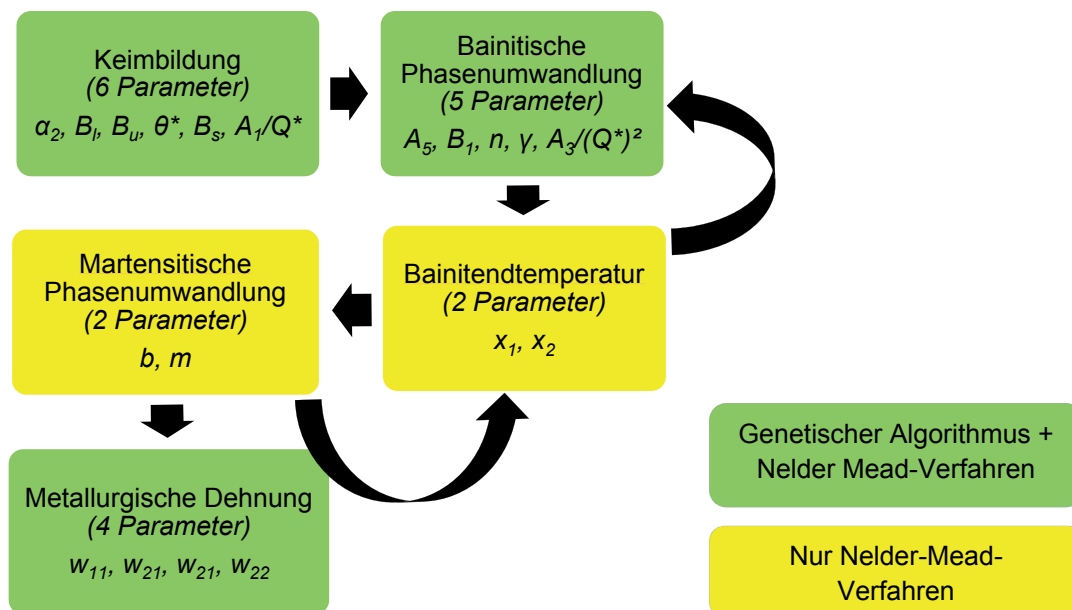 Keimbildung
(6 Parameter)
α₂, Bₗ, Bᵤ, θ*, Bₛ, A₁/Q*
Bainitische
Phasenumwandlung
(5 Parameter)
A₅, B₁, n, γ, A₃/(Q*)²
Martensitische
Phasenumwandlung
(2 Parameter)
b, m
Bainitendtemperatur
(2 Parameter)
x₁, x₂
Metallurgische Dehnung
(4 Parameter)
w₁₁, w₂₁, w₂₁, w₂₂
Genetischer Algorithmus +
Nelder Mead-Verfahren
Nur Nelder-Mead-
Verfahren